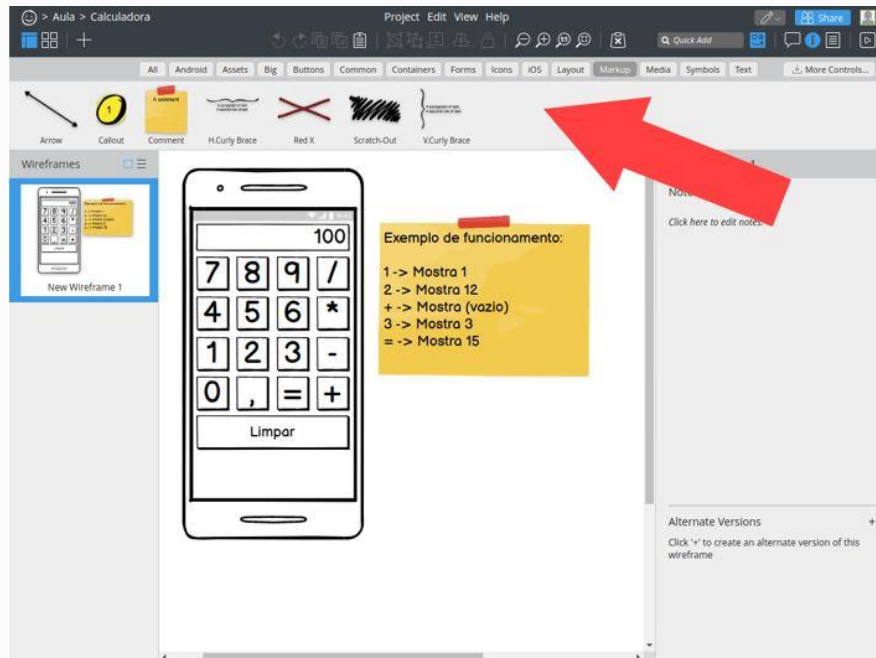 > Aula > Calculadora
Project Edit View Help
Share
Quick Add
All Android Assets Big Buttons Common Containers Forms Icons iOS Layout Markup Media Symbols Text More Controls...
A comment
1
Arrow Callout Comment H.Curly Brace Red X Scratch-Out V.Curly Brace
Wireframes
New Wireframe 1
100
7 8 9 /
4 5 6 *
1 2 3 -
0 , = +
Limpar
Exemplo de funcionamento:
1 -> Mostra 1
2 -> Mostra 12
+ -> Mostra (vazio)
3 -> Mostra 3
= -> Mostra 15
Click here to edit notes.
Alternate Versions +
Click '+' to create an alternate version of this
wireframe